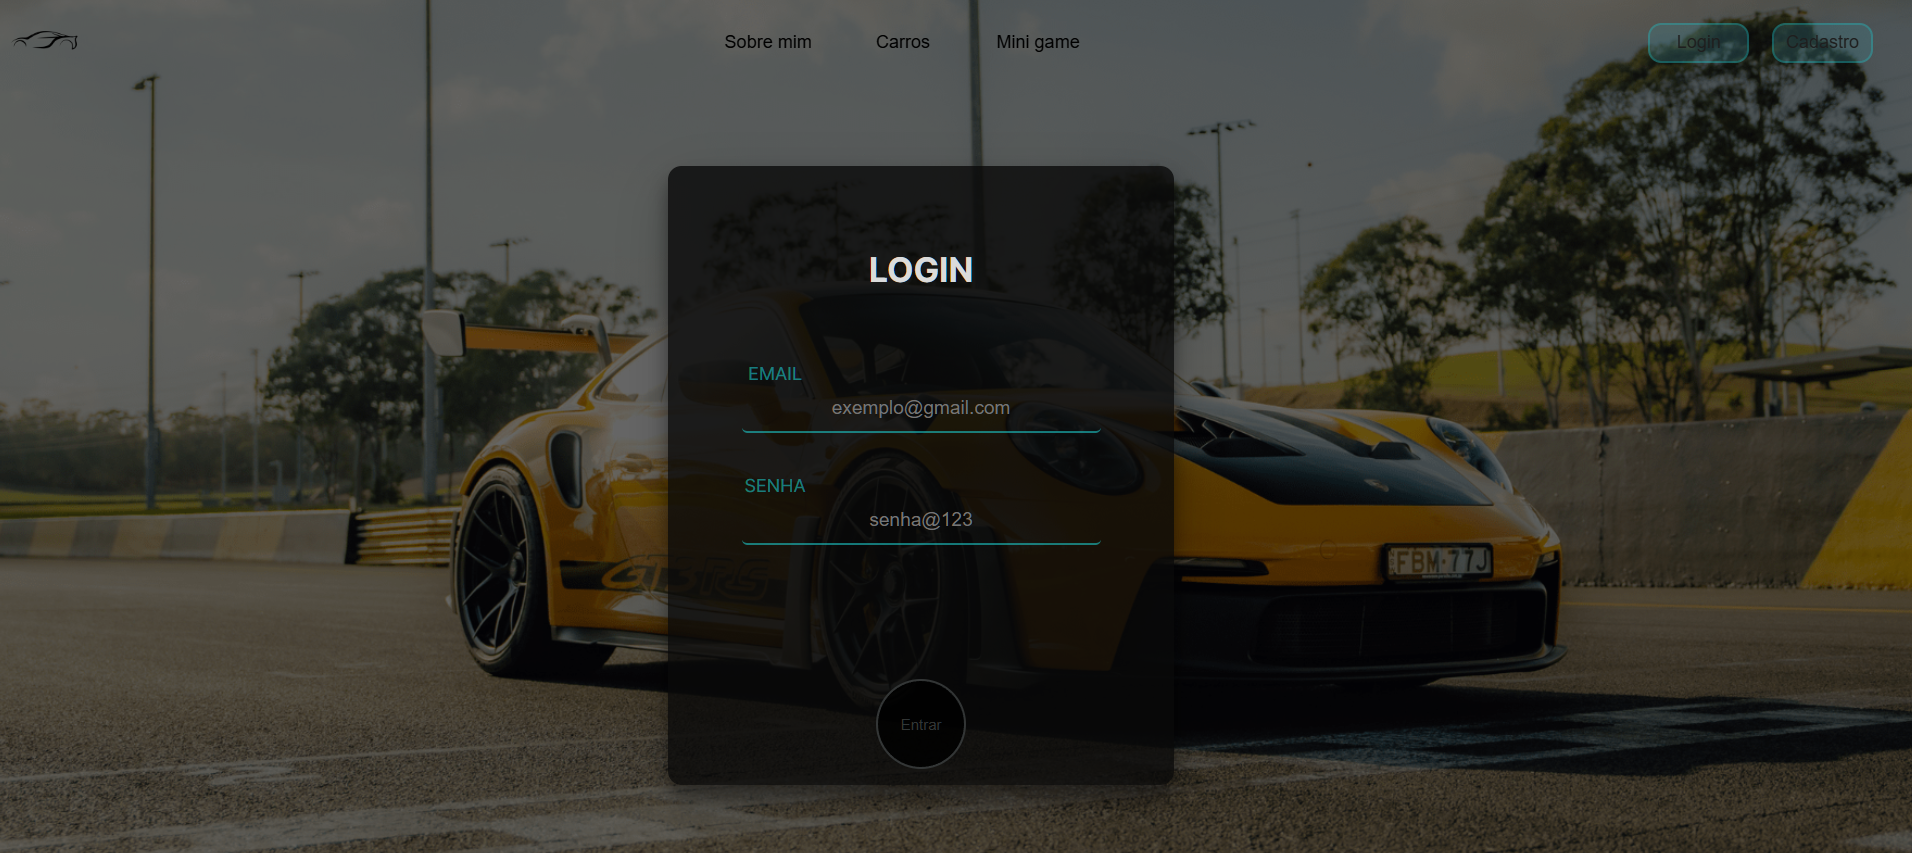 Sobre mim
Carros
Mini game
Login
Cadastro
LOGIN
EMAIL
exemplo@gmail.com
SENHA
senha@123
GT3RS
FBM·77J
Entrar